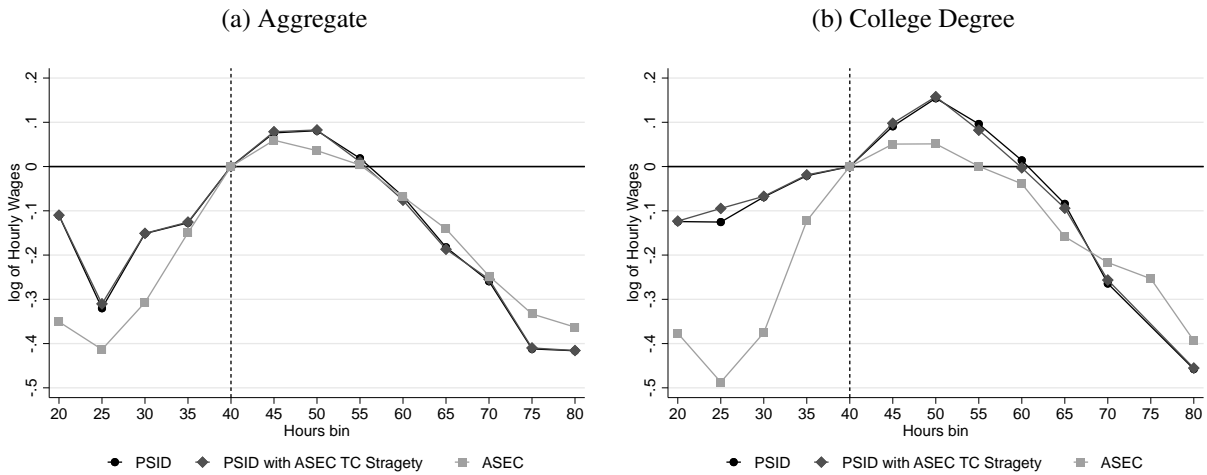 (a) Aggregate
(b) College Degree
log of Hourly Wages
.2
.1
0
-.1
-.2
-.3
-.4
-.5
20 25 30 35 40 45 50 55 60 65 70 75 80
Hours bin
PSID PSID with ASEC TC Stragety ASEC
log of Hourly Wages
.2
.1
0
-.1
-.2
-.3
-.4
-.5
20 25 30 35 40 45 50 55 60 65 70 75 80
Hours bin
PSID PSID with ASEC TC Stragety ASEC